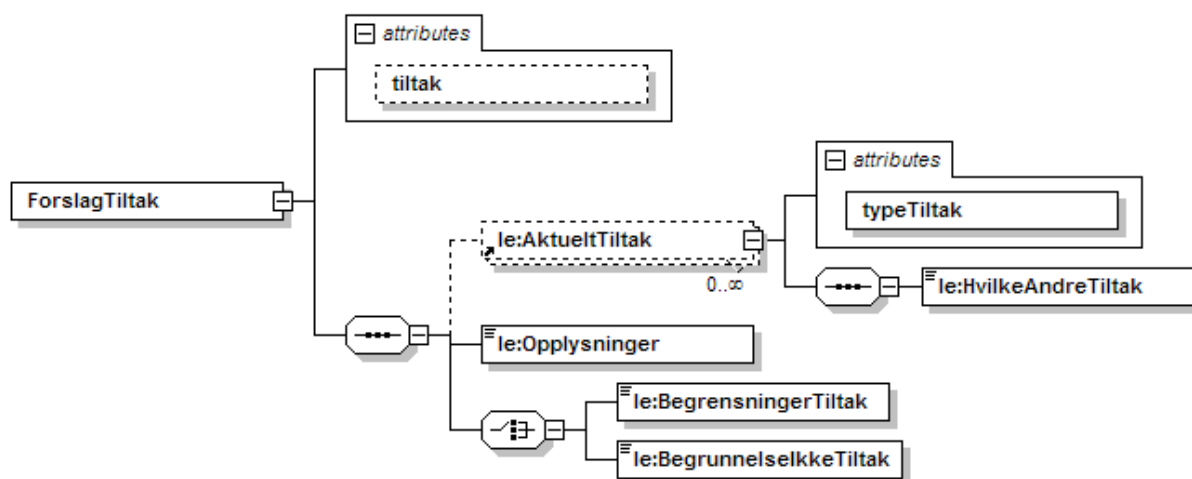 attributes
tiltak
ForslagTiltak
attributes
typeTiltak
le:AktueltTiltak
0..∞
le:HvilkeAndreTiltak
le:Opplysninger
le:BegrensningerTiltak
le:BegrunnelseIkkeTiltak